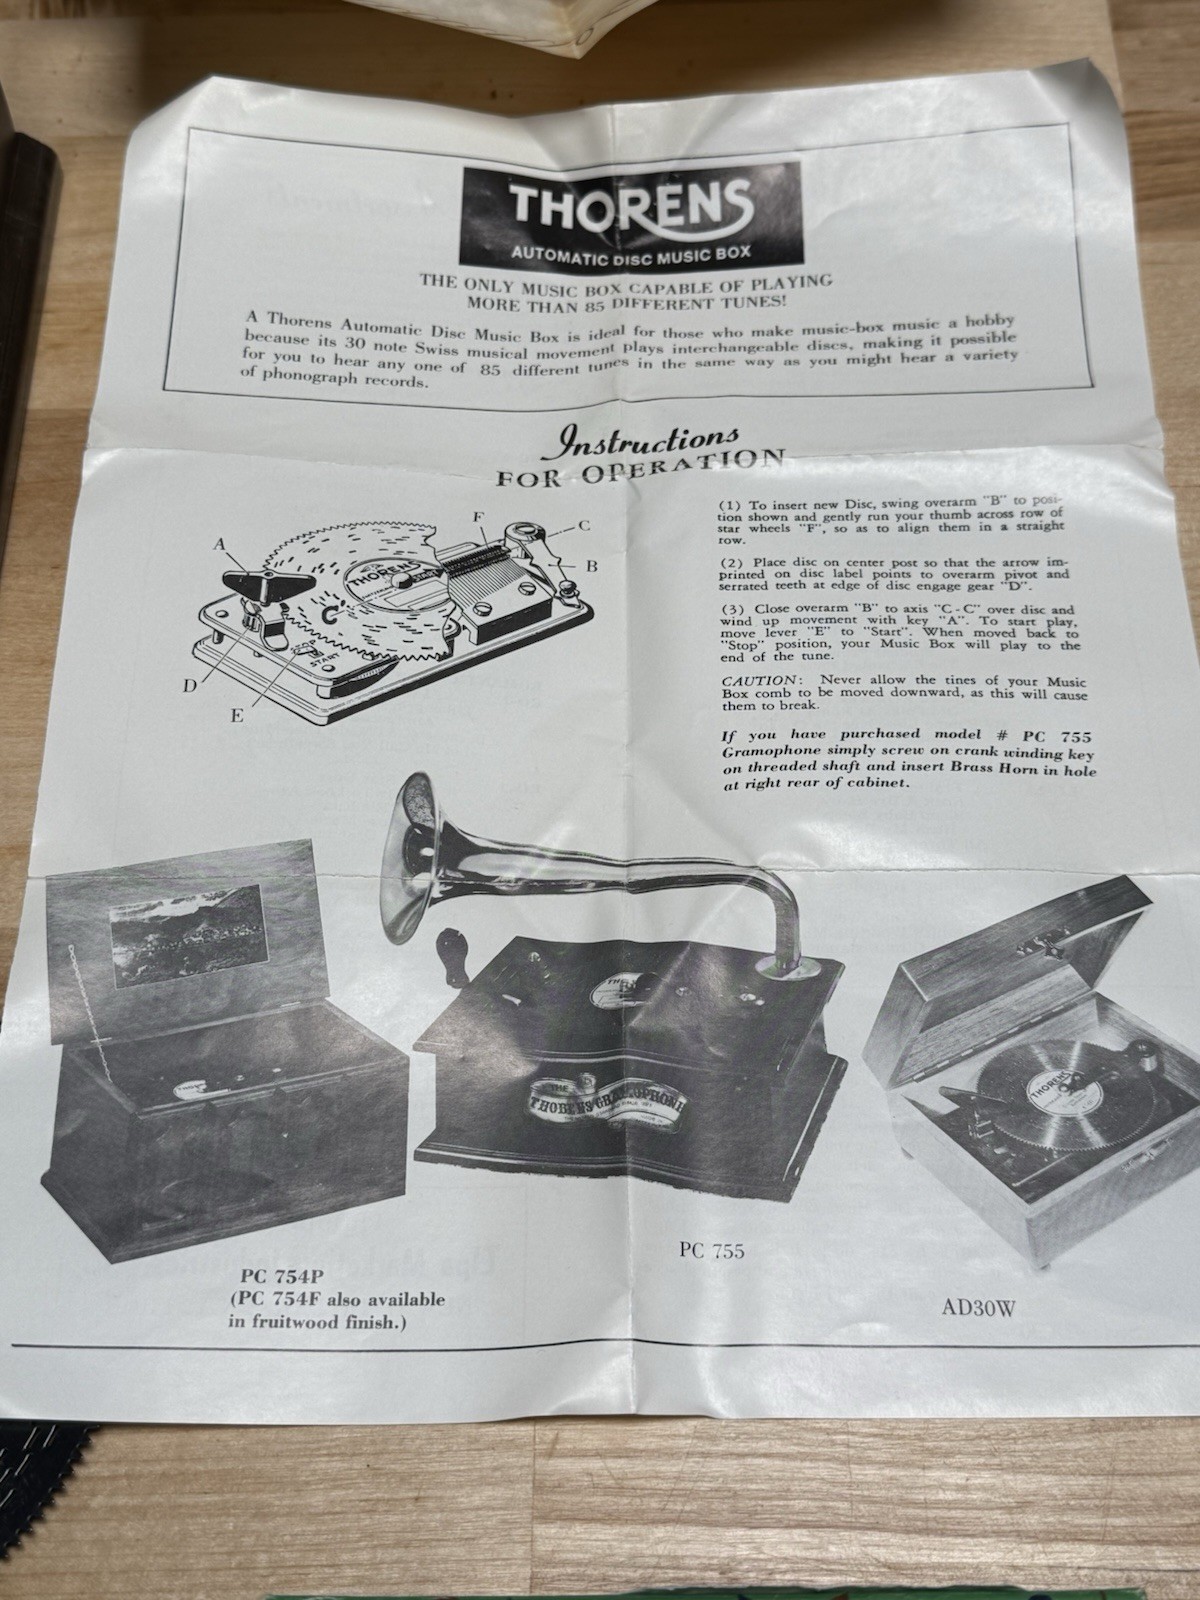 THORENS
AUTOMATIC DISC MUSIC BOX
THE ONLY MUSIC BOX CAPABLE OF PLAYING
MORE THAN 85 DIFFERENT TUNES!
A Thorens Automatic Disc Music Box is ideal for those who make music-box music a hobby
because its 30 note Swiss musical movement plays interchangeable discs, making it possible
for you to hear any one of 85 different tunes in the same way as you might hear a variety
of phonograph records.
Instructions
FOR OPERATION
A
F
C
B
THORENS
START
D
E
(1) To insert new Disc, swing overarm "B" to posi-
tion shown and gently run your thumb across row of
star wheels "F", so as to align them in a straight
row.
(2) Place disc on center post so that the arrow im-
printed on disc label points to overarm pivot and
serrated teeth at edge of disc engage gear "D".
(3) Close overarm "B" to axis "C-C" over disc and
wind up movement with key "A". To start play,
move lever "E" to "Start". When moved back to
"Stop" position, your Music Box will play to the
end of the tune.
CAUTION: Never allow the tines of your Music
Box comb to be moved downward, as this will cause
them to break.
If you have purchased model # PC 755
Gramophone simply screw on crank winding key
on threaded shaft and insert Brass Horn in hole
at right rear of cabinet.
THE
THORENS GRAMOPHONE
THORENS
PC 754P
(PC 754F also available
in fruitwood finish.)
PC 755
AD30W